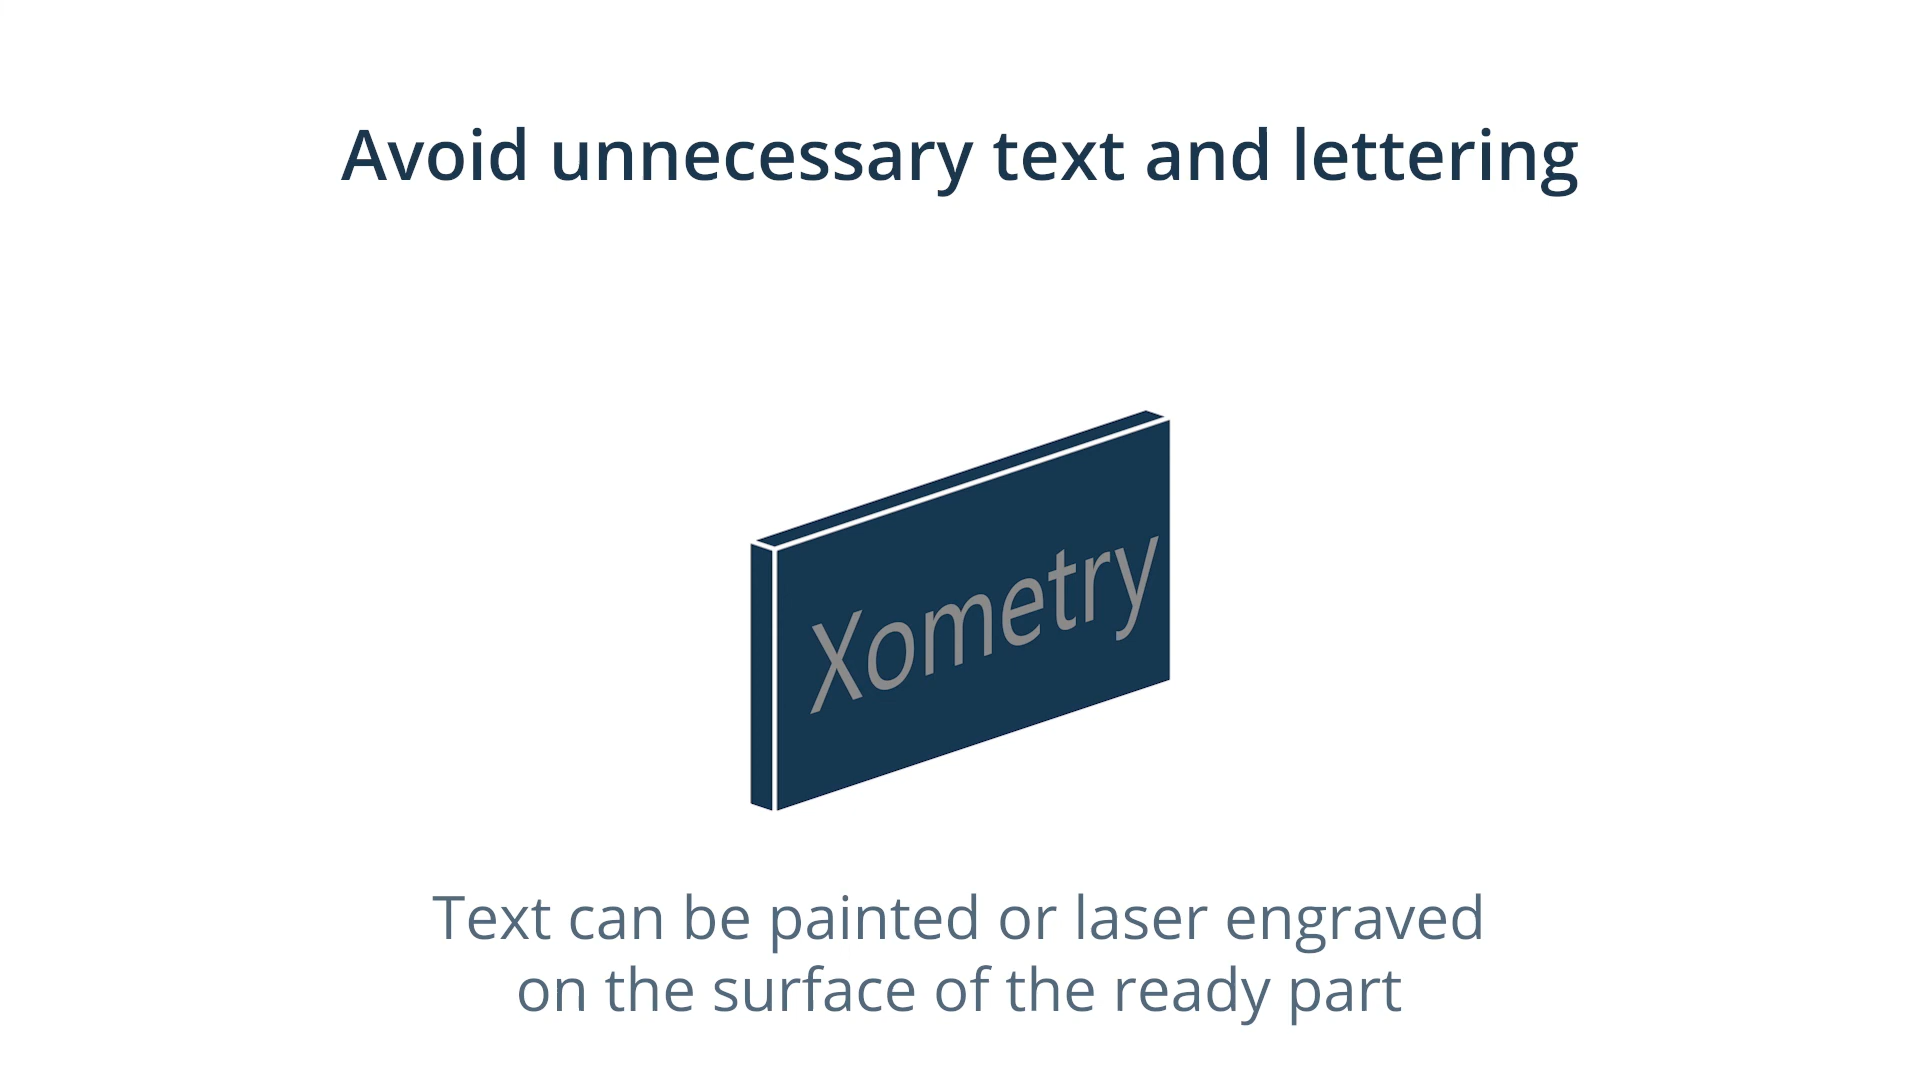 Avoid unnecessary text and lettering
Xometry
Text can be painted or laser engraved
on the surface of the ready part